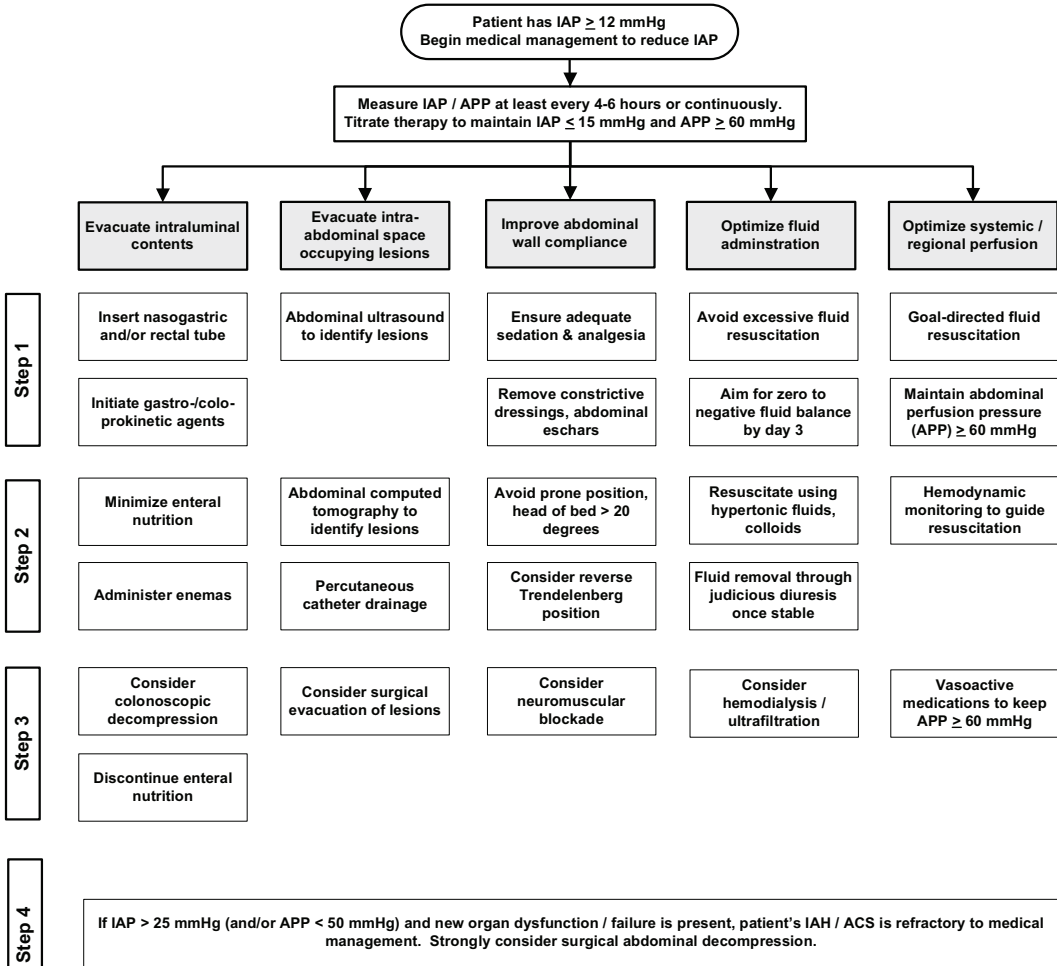 Patient has IAP ≥ 12 mmHg
Begin medical management to reduce IAP
Measure IAP / APP at least every 4-6 hours or continuously.
Titrate therapy to maintain IAP ≤ 15 mmHg and APP ≥ 60 mmHg
Evacuate intraluminal
contents
Evacuate intra-
abdominal space
occupying lesions
Improve abdominal
wall compliance
Optimize fluid
adminstration
Optimize systemic /
regional perfusion
Step 1
Insert nasogastric
and/or rectal tube
Abdominal ultrasound
to identify lesions
Ensure adequate
sedation & analgesia
Avoid excessive fluid
resuscitation
Goal-directed fluid
resuscitation
Initiate gastro-/colo-
prokinetic agents
Remove constrictive
dressings, abdominal
eschars
Aim for zero to
negative fluid balance
by day 3
Maintain abdominal
perfusion pressure
(APP) ≥ 60 mmHg
Step 2
Minimize enteral
nutrition
Abdominal computed
tomography to
identify lesions
Avoid prone position,
head of bed > 20
degrees
Resuscitate using
hypertonic fluids,
colloids
Hemodynamic
monitoring to guide
resuscitation
Administer enemas
Percutaneous
catheter drainage
Consider reverse
Trendelenberg
position
Fluid removal through
judicious diuresis
once stable
Step 3
Consider
colonoscopic
decompression
Consider surgical
evacuation of lesions
Consider
neuromuscular
blockade
Consider
hemodialysis /
ultrafiltration
Vasoactive
medications to keep
APP ≥ 60 mmHg
Discontinue enteral
nutrition
Step 4
If IAP > 25 mmHg (and/or APP < 50 mmHg) and new organ dysfunction / failure is present, patient's IAH / ACS is refractory to medical
management.  Strongly consider surgical abdominal decompression.